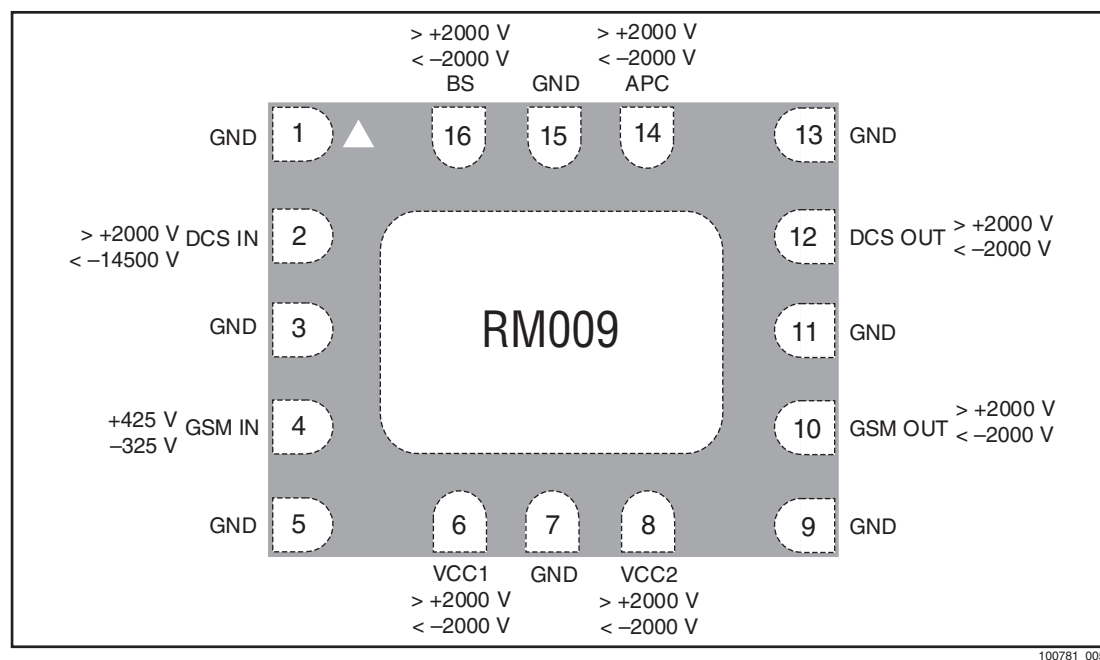 > +2000 V
< –2000 V
BS
GND
> +2000 V
< –2000 V
APC
GND
1
16
15
14
13
GND
> +2000 V
< –14500 V
DCS IN
2
12
DCS OUT
> +2000 V
< –2000 V
GND
3
RM009
11
GND
+425 V
–325 V
GSM IN
4
10
GSM OUT
> +2000 V
< –2000 V
GND
5
6
7
8
9
GND
VCC1
> +2000 V
< –2000 V
GND
VCC2
> +2000 V
< –2000 V